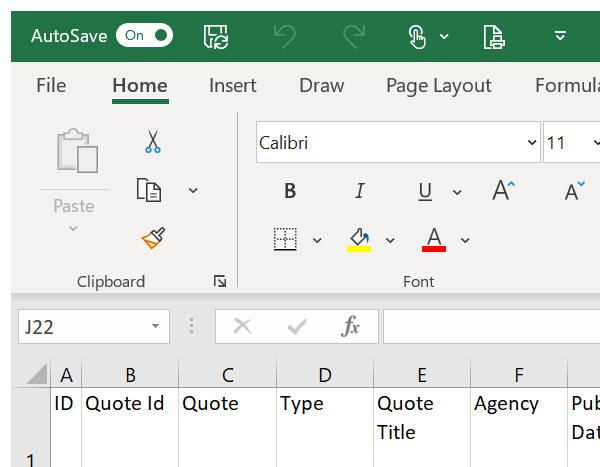 AutoSave On
File Home Insert Draw Page Layout Formula
Calibri 11
B I U A A
Paste
A
Clipboard Font
J22 fx
A B C D E F
ID Quote Id Quote Type Quote Agency Pub
Title Dat
1